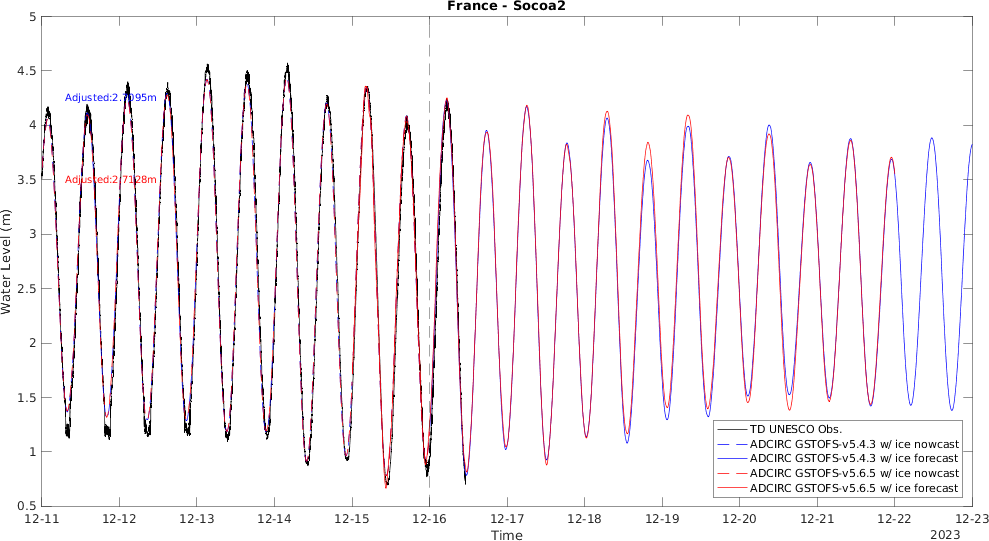 France - Socoa2
5
4.5
4
3.5
3
2.5
2
1.5
1
0.5
Water Level (m)
Adjusted:2.7095m
Adjusted:2.7128m
TD UNESCO Obs.
ADCIRC GSTOFS-v5.4.3 w/ ice nowcast
ADCIRC GSTOFS-v5.4.3 w/ ice forecast
ADCIRC GSTOFS-v5.6.5 w/ ice nowcast
ADCIRC GSTOFS-v5.6.5 w/ ice forecast
12-11 12-12 12-13 12-14 12-15 12-16 12-17 12-18 12-19 12-20 12-21 12-22 12-23
Time
2023